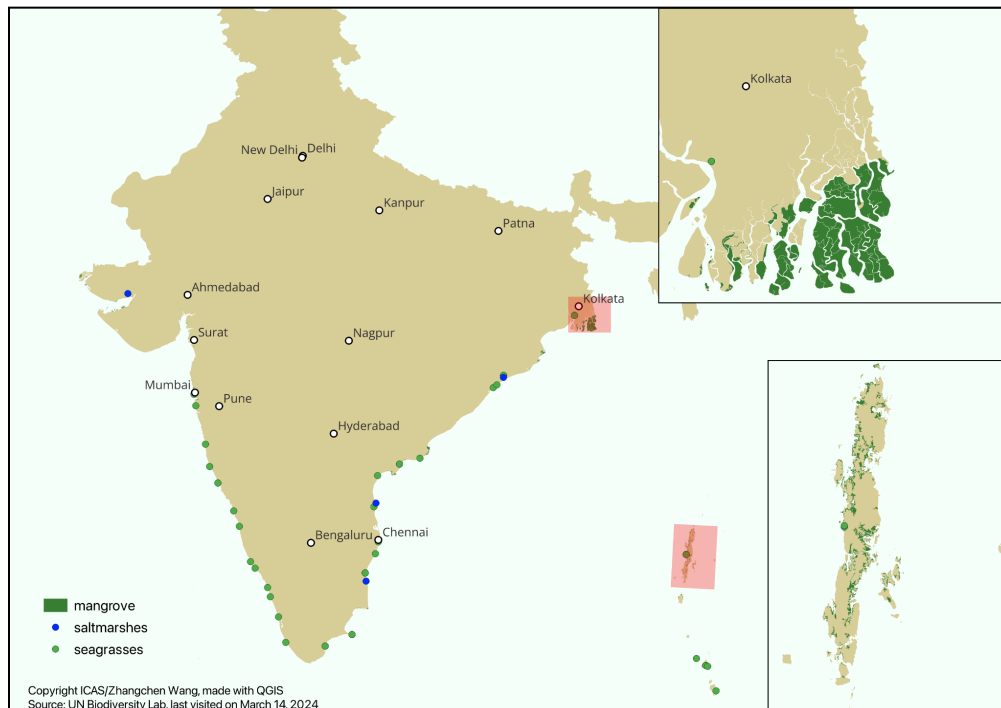 Kolkata
New Delhi
Delhi
Jaipur
Kanpur
Patna
Ahmedabad
Kolkata
Surat
Nagpur
Mumbai
Pune
Hyderabad
Bengaluru
Chennai
mangrove
saltmarshes
seagrasses
Copyright ICAS/Zhangchen Wang, made with QGIS
Source: UN Biodiversity Lab, last visited on March 14, 2024